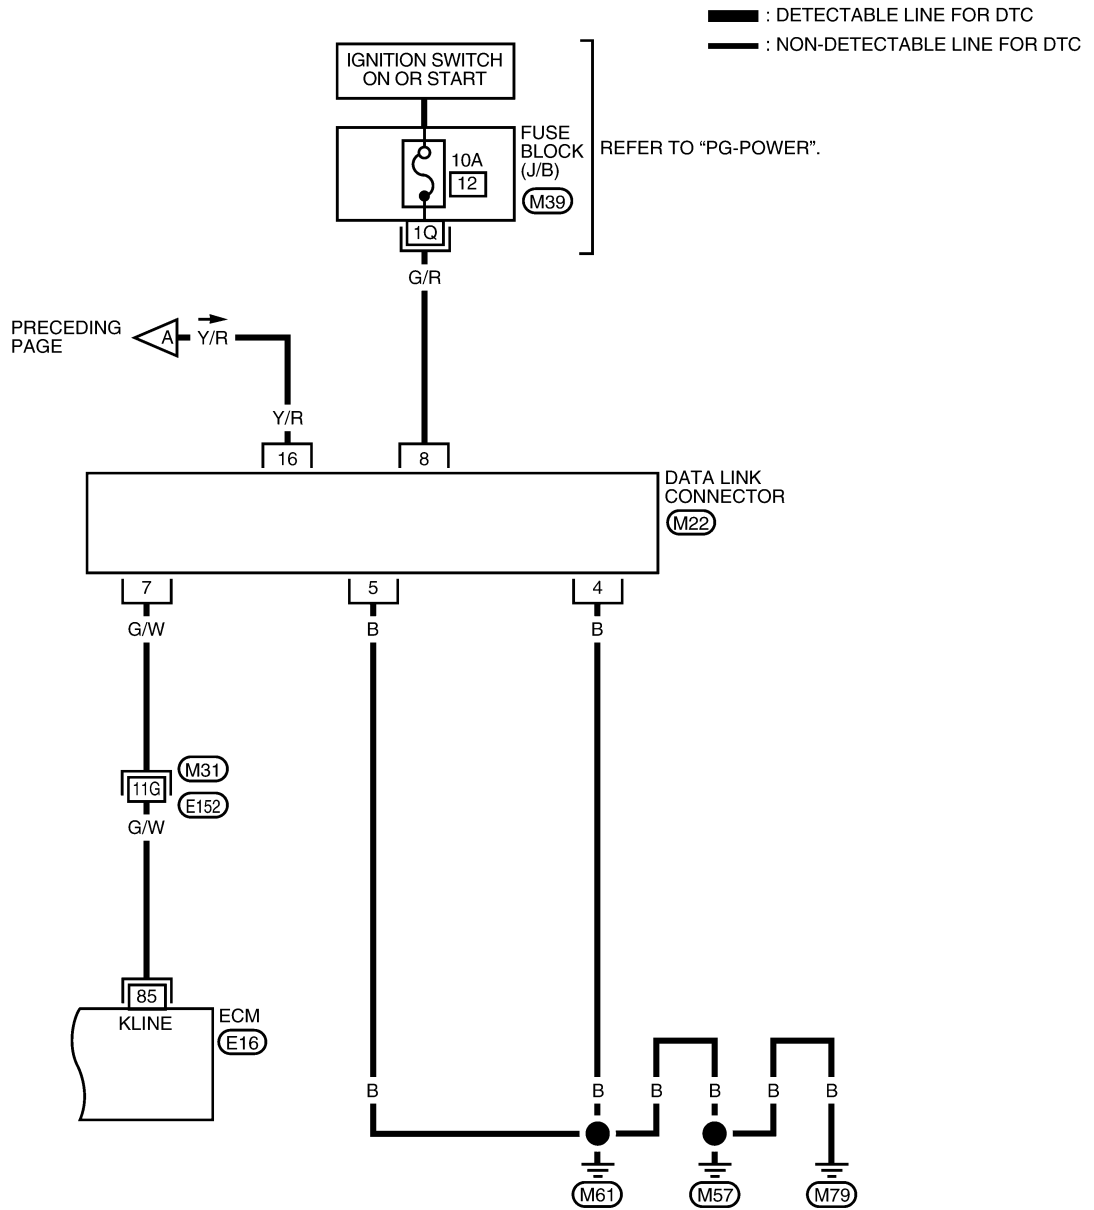 : DETECTABLE LINE FOR DTC
: NON-DETECTABLE LINE FOR DTC
IGNITION SWITCH
ON OR START
FUSE
BLOCK
(J/B)
M39
10A
12
REFER TO “PG-POWER”.
1Q
G/R
PRECEDING
PAGE
A
Y/R
Y/R
16
8
DATA LINK
CONNECTOR
M22
7
5
4
G/W
B
B
M31
11G
E152
G/W
85
KLINE
ECM
E16
B
B
B
B
B
B
M61
M57
M79